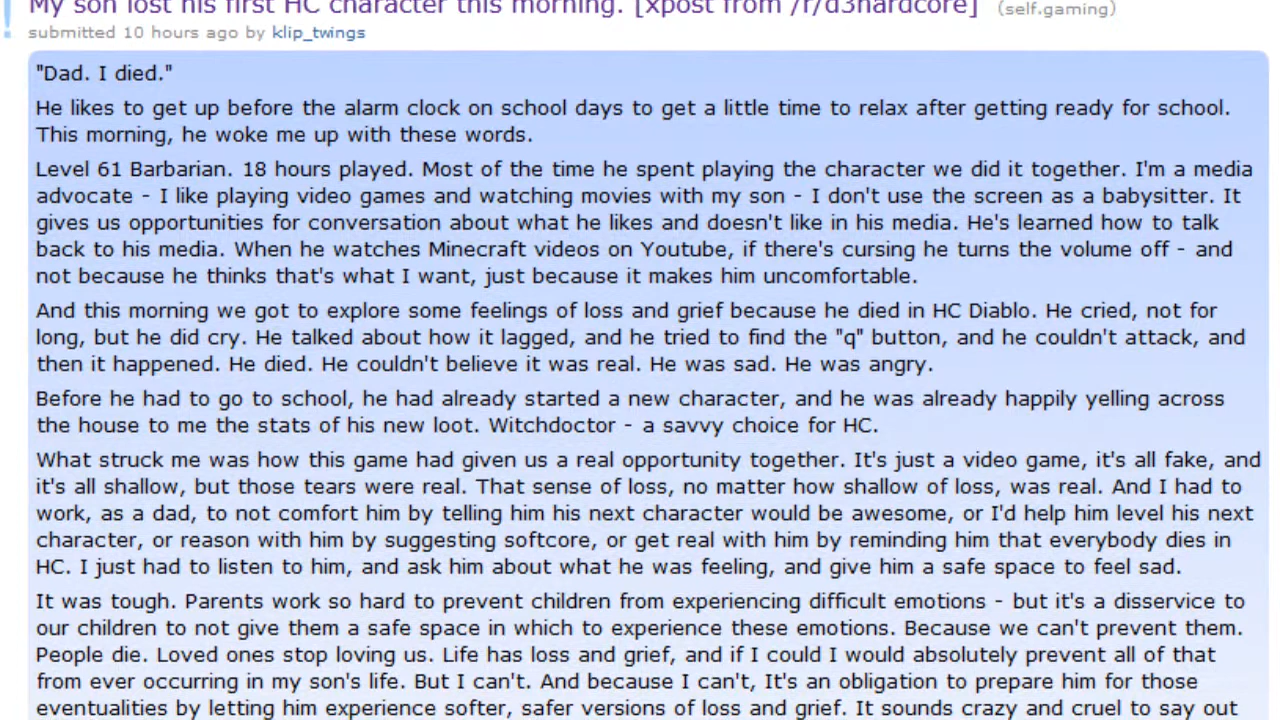 My son lost his first HC character this morning. [xpost from /r/d3hardcore] (self.gaming)
submitted 10 hours ago by klip_twings
"Dad. I died."
He likes to get up before the alarm clock on school days to get a little time to relax after getting ready for school.
This morning, he woke me up with these words.
Level 61 Barbarian. 18 hours played. Most of the time he spent playing the character we did it together. I'm a media
advocate - I like playing video games and watching movies with my son - I don't use the screen as a babysitter. It
gives us opportunities for conversation about what he likes and doesn't like in his media. He's learned how to talk
back to his media. When he watches Minecraft videos on Youtube, if there's cursing he turns the volume off - and
not because he thinks that's what I want, just because it makes him uncomfortable.
And this morning we got to explore some feelings of loss and grief because he died in HC Diablo. He cried, not for
long, but he did cry. He talked about how it lagged, and he tried to find the "q" button, and he couldn't attack, and
then it happened. He died. He couldn't believe it was real. He was sad. He was angry.
Before he had to go to school, he had already started a new character, and he was already happily yelling across
the house to me the stats of his new loot. Witchdoctor - a savvy choice for HC.
What struck me was how this game had given us a real opportunity together. It's just a video game, it's all fake, and
it's all shallow, but those tears were real. That sense of loss, no matter how shallow of loss, was real. And I had to
work, as a dad, to not comfort him by telling him his next character would be awesome, or I'd help him level his next
character, or reason with him by suggesting softcore, or get real with him by reminding him that everybody dies in
HC. I just had to listen to him, and ask him about what he was feeling, and give him a safe space to feel sad.
It was tough. Parents work so hard to prevent children from experiencing difficult emotions - but it's a disservice to
our children to not give them a safe space in which to experience these emotions. Because we can't prevent them.
People die. Loved ones stop loving us. Life has loss and grief, and if I could I would absolutely prevent all of that
from ever occurring in my son's life. But I can't. And because I can't, It's an obligation to prepare him for those
eventualities by letting him experience softer, safer versions of loss and grief. It sounds crazy and cruel to say out